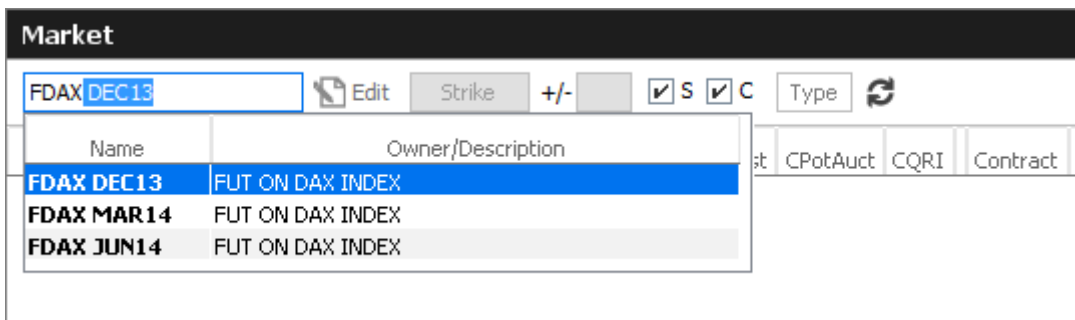 Market
FDAX DEC13 Edit Strike +/- S C Type
Name Owner/Description st CPotAuct CQRI Contract
FDAX DEC13 FUT ON DAX INDEX
FDAX MAR14 FUT ON DAX INDEX
FDAX JUN14 FUT ON DAX INDEX